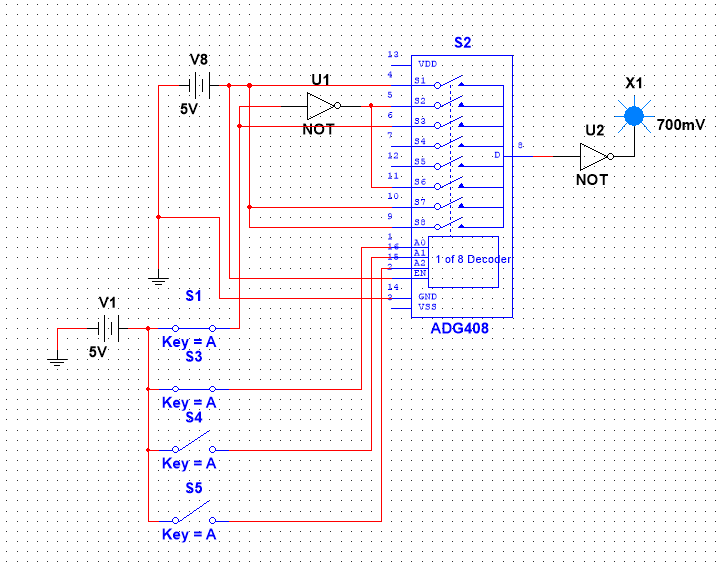 S2
13
VDD
V8
5V
4
S1
U1
NOT
5
S2
6
S3
7
S4
12
S5
11
S6
10
S7
9
S8
D
8
U2
NOT
X1
700mV
1
A0
16
A1
15
A2
2
EN
1 of 8 Decoder
14
GND
3
VSS
ADG408
V1
5V
S1
Key = A
S3
Key = A
S4
Key = A
S5
Key = A